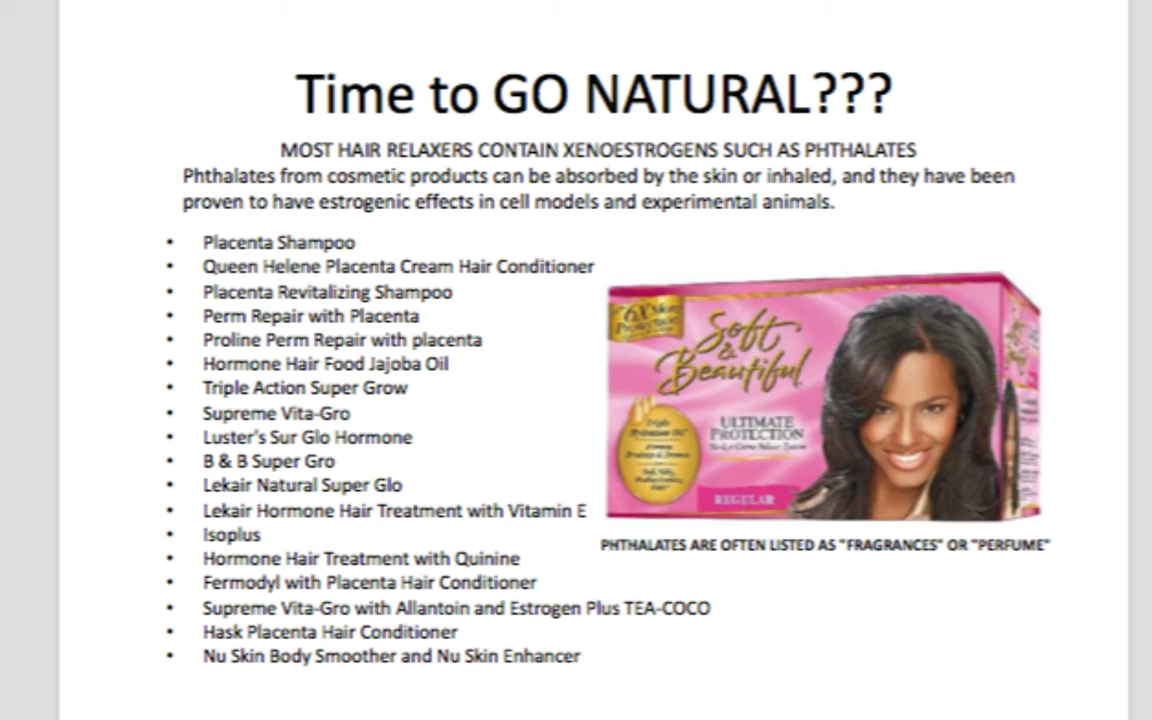 Time to GO NATURAL???
MOST HAIR RELAXERS CONTAIN XENOESTROGENS SUCH AS PHTHALATES
Phthalates from cosmetic products can be absorbed by the skin or inhaled, and they have been
proven to have estrogenic effects in cell models and experimental animals.
• Placenta Shampoo
• Queen Helene Placenta Cream Hair Conditioner
• Placenta Revitalizing Shampoo
• Perm Repair with Placenta
• Proline Perm Repair with placenta
• Hormone Hair Food Jajoba Oil
• Triple Action Super Grow
• Supreme Vita-Gro
• Luster's Sur Glo Hormone
• B & B Super Gro
• Lekair Natural Super Glo
• Lekair Hormone Hair Treatment with Vitamin E
• Isoplus
• Hormone Hair Treatment with Quinine
• Fermodyl with Placenta Hair Conditioner
• Supreme Vita-Gro with Allantoin and Estrogen Plus TEA-COCO
• Hask Placenta Hair Conditioner
• Nu Skin Body Smoother and Nu Skin Enhancer
6X More
Protection
Soft
&
Beautiful
ULTIMATE
PROTECTION
REGULAR
PHTHALATES ARE OFTEN LISTED AS "FRAGRANCES" OR "PERFUME"